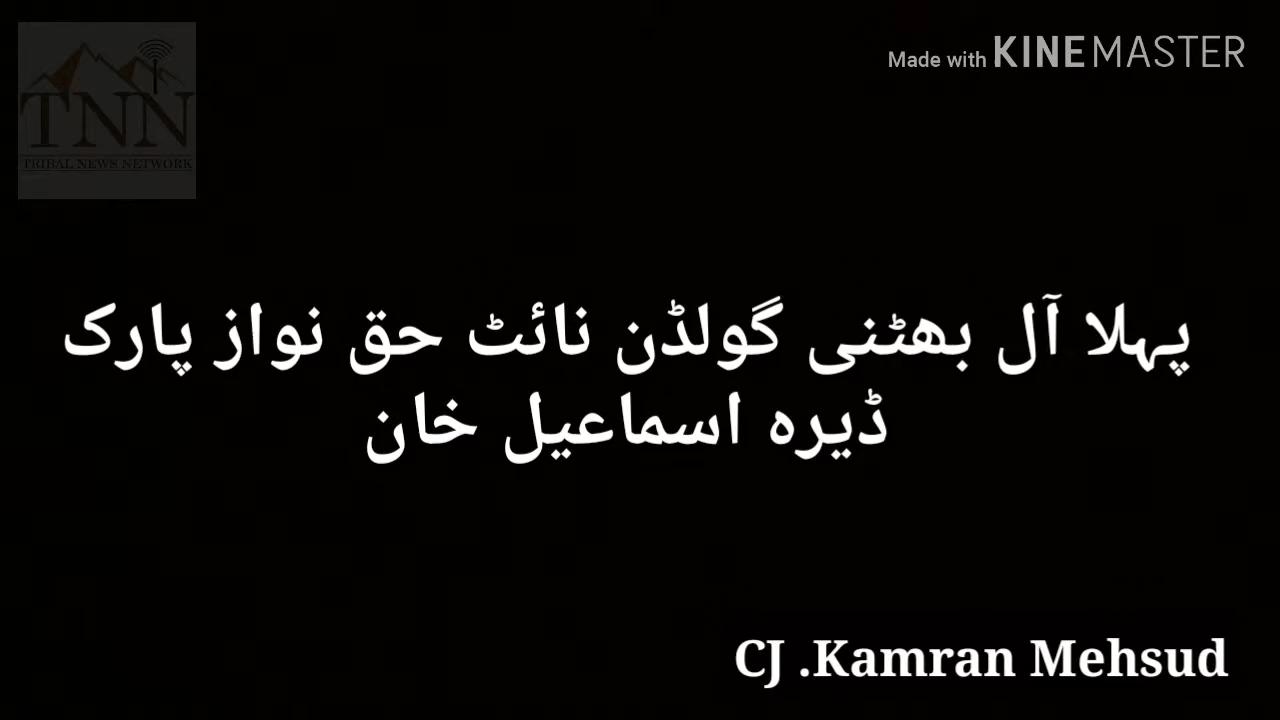 TNN
TRIBAL NEWS NETWORK
Made with KINEMASTER
پہلا آل بھٹنی گولڈن نائٹ حق نواز پارک
ڈیرہ اسماعیل خان
CJ .Kamran Mehsud